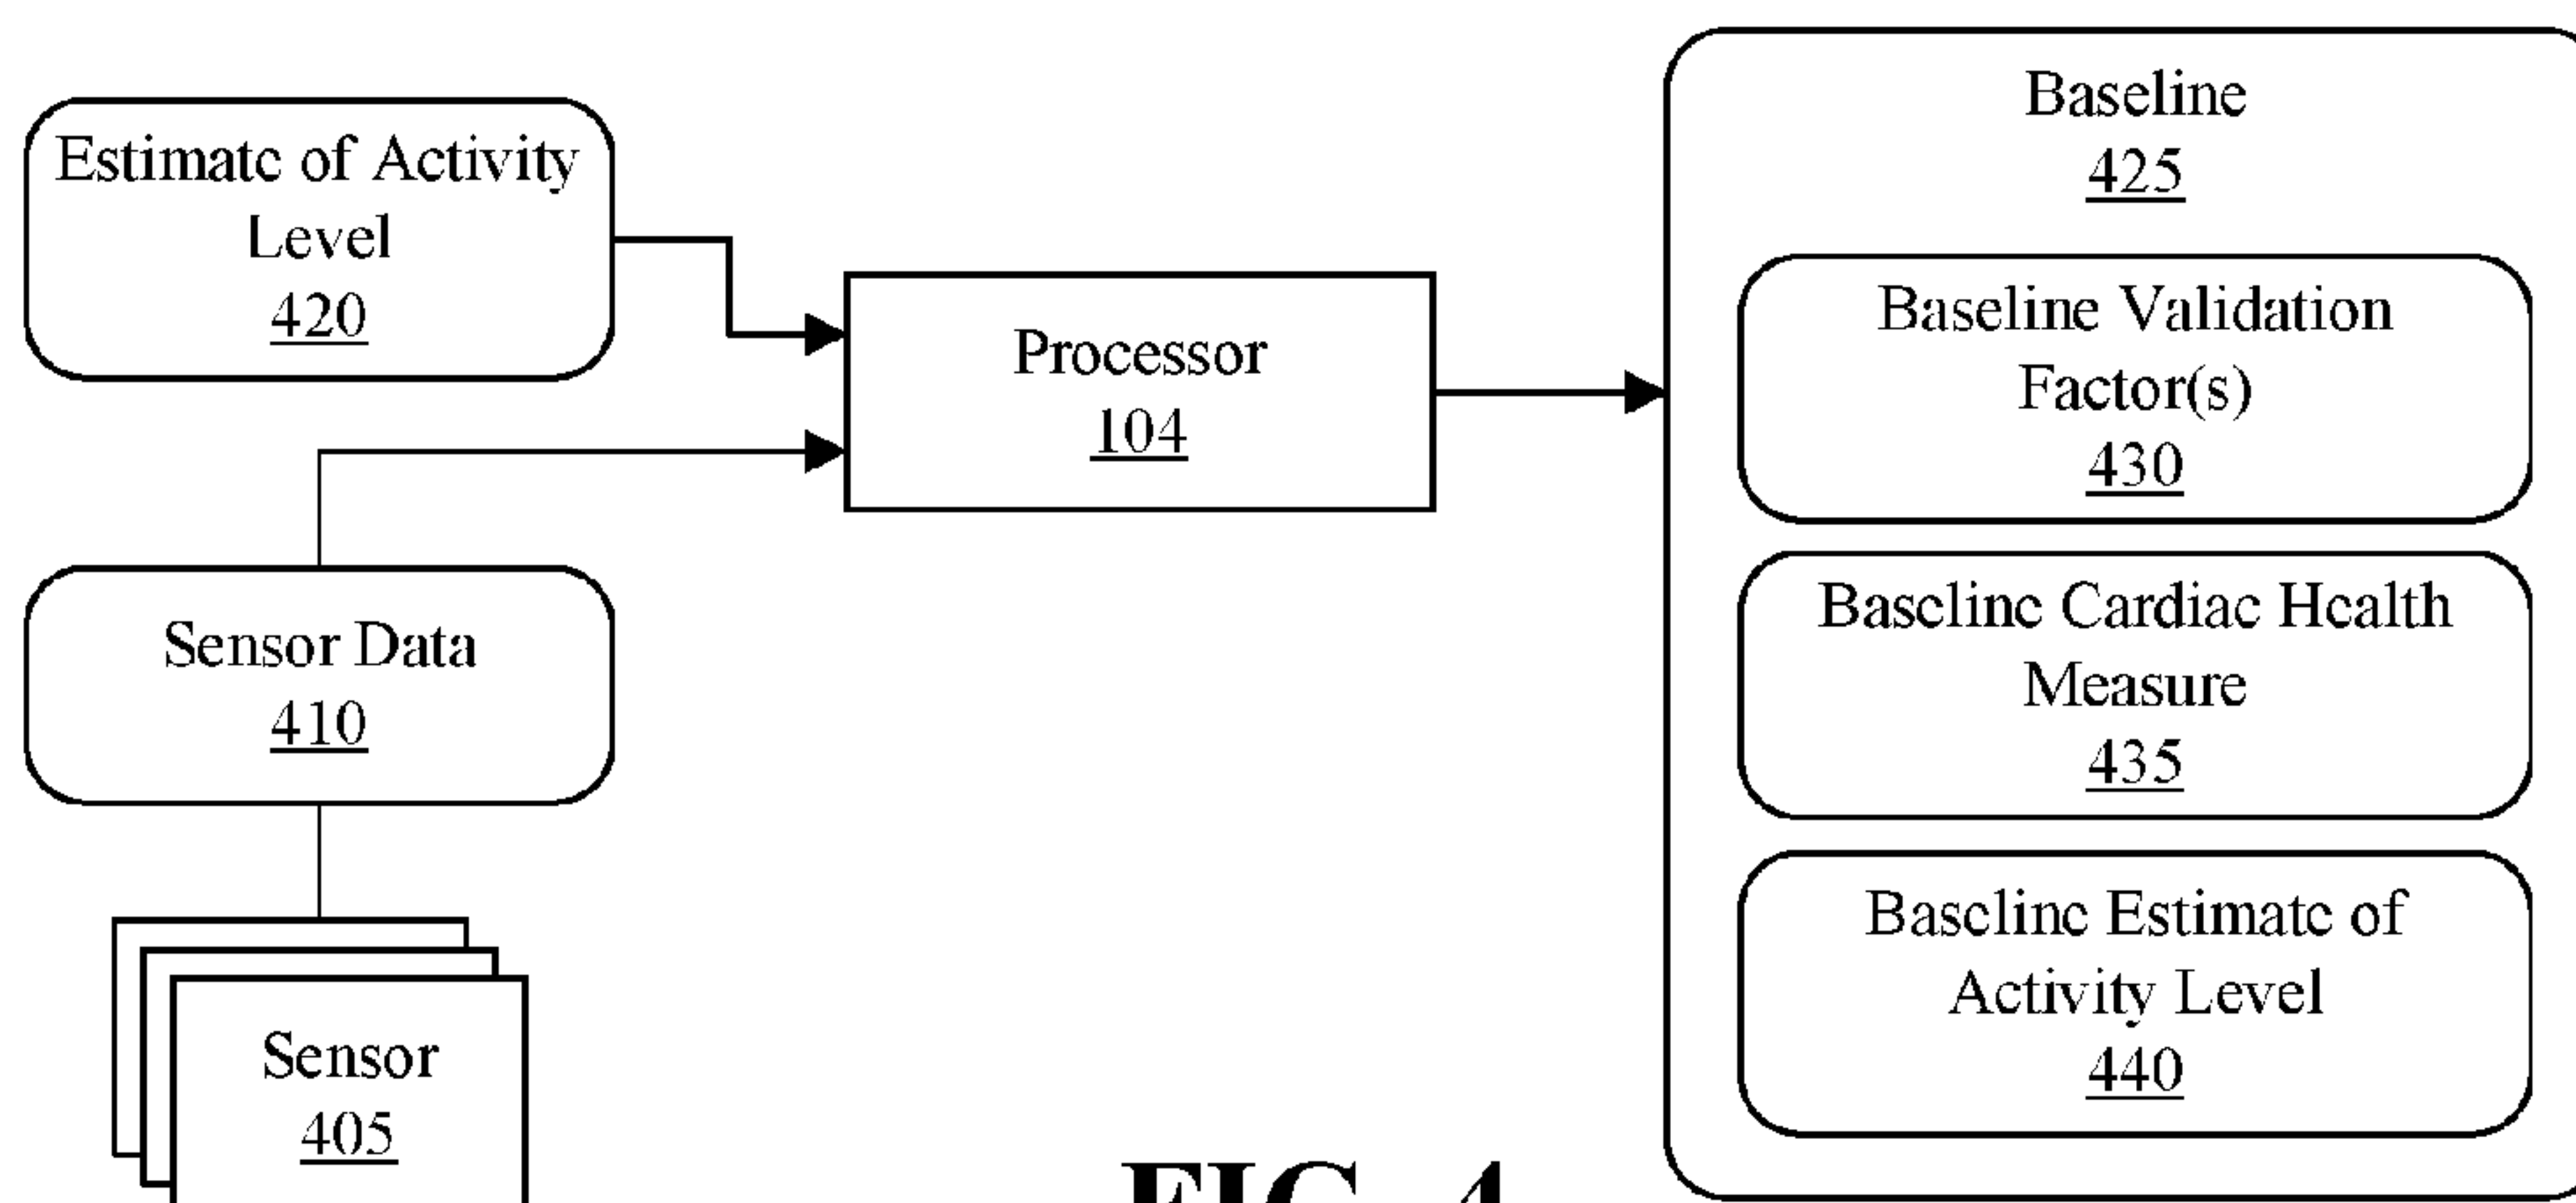 Estimate of Activity
Level
420
Sensor Data
410
Sensor
405
Processor
104
Baseline
425
Baseline Validation
Factor(s)
430
Baseline Cardiac Health
Measure
435
Baseline Estimate of
Activity Level
440
FIG. 4